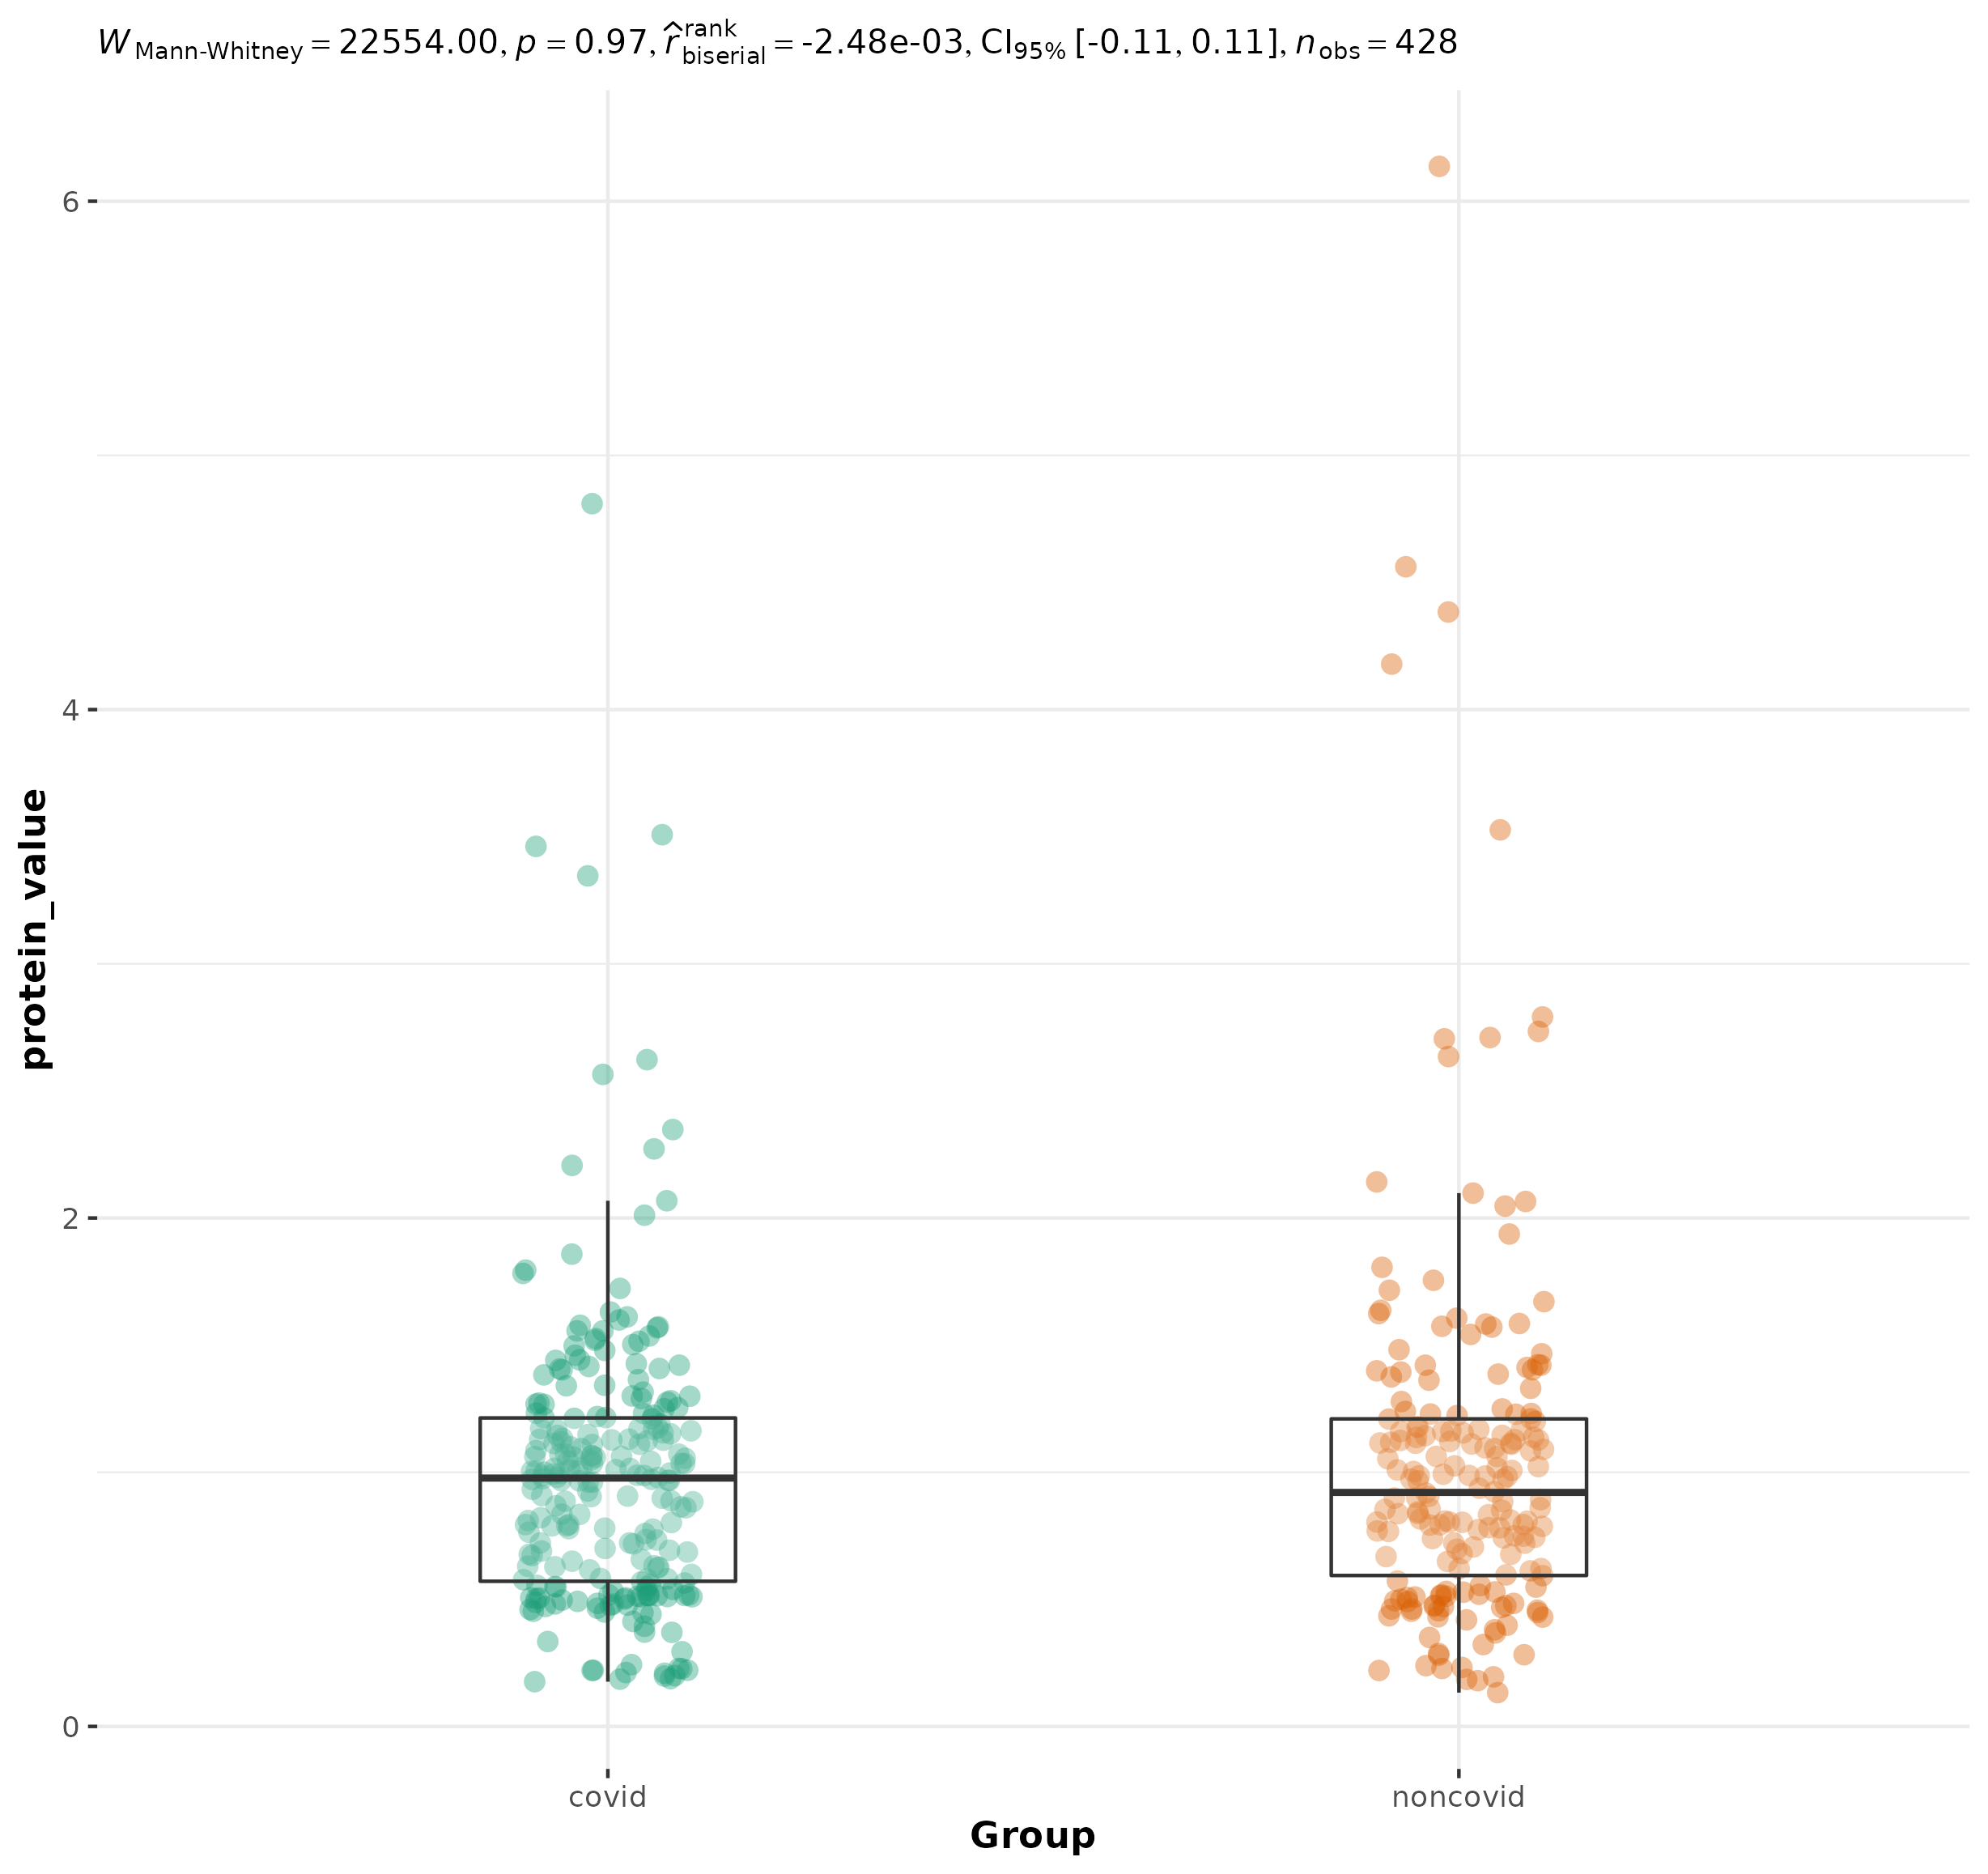 W Mann-Whitney = 22554.00, p = 0.97, r̂ rank biserial = -2.48e-03, CI95% [-0.11, 0.11], nobs = 428
6
4
2
0
protein_value
covid noncovid
Group